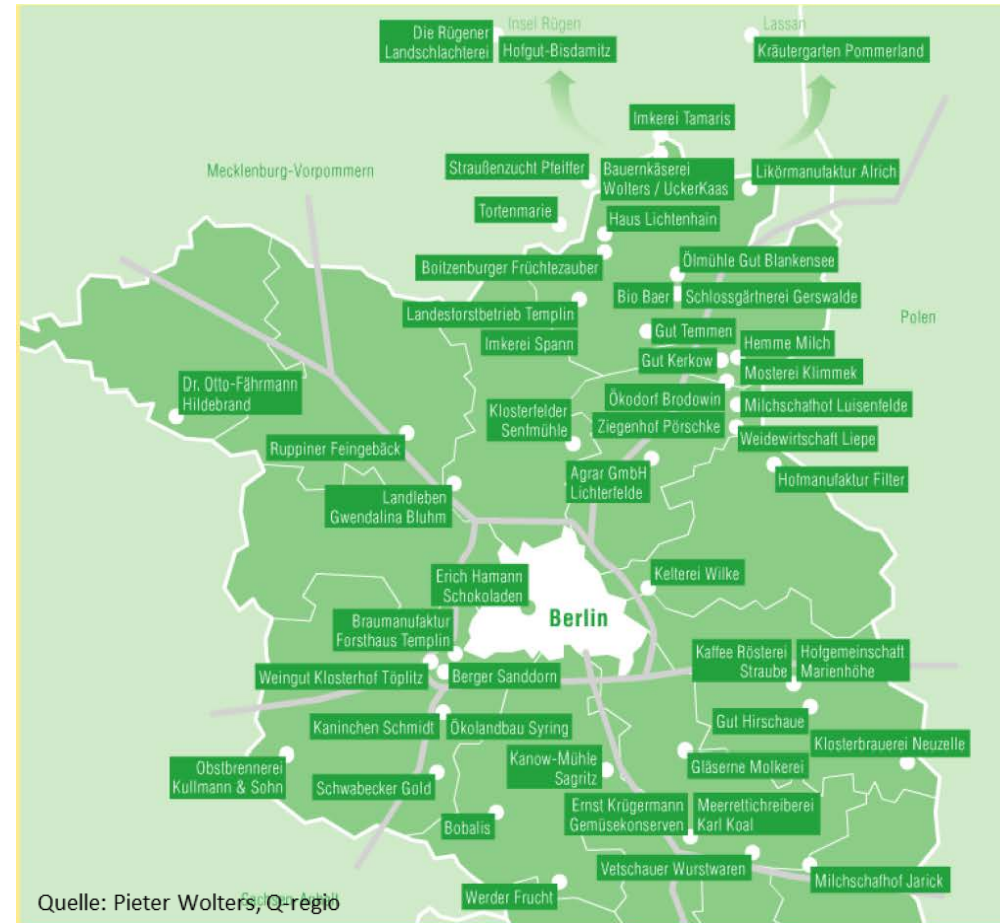 Insel Rügen
Lassan
Die Rügener
Landschlachterei
Hofgut-Bisdamitz
Kräutergarten Pommerland
Imkerei Tamaris
Mecklenburg-Vorpommern
Straußenzucht Pfeiffer
Bauernkäserei
Wolters / UckerKaas
Likörmanufaktur Alrich
Tortenmarie
Haus Lichtenhain
Boitzenburger Früchtezauber
Ölmühle Gut Blankensee
Bio Baer
Schlossgärtnerei Gerswalde
Landesforstbetrieb Templin
Imkerei Spann
Polen
Gut Temmen
Hemme Milch
Gut Kerkow
Mosterei Klimmek
Dr. Otto-Fährmann
Hildebrand
Ökodorf Brodowin
Ziegenhof Pörschke
Milchschafhof Luisenfelde
Klosterfelder
Senfmühle
Weidewirtschaft Liepe
Ruppiner Feingebäck
Agrar GmbH
Lichterfelde
Hofmanufaktur Filter
Landleben
Gwendalina Bluhm
Erich Hamann
Schokoladen
Kelterei Wilke
Berlin
Braumanufaktur
Forsthaus Templin
Kaffee Rösterei
Straube
Hofgemeinschaft
Marienhöhe
Weingut Klosterhof Töplitz
Berger Sanddorn
Kaninchen Schmidt
Ökolandbau Syring
Gut Hirschaue
Klosterbrauerei Neuzelle
Obstbrennerei
Kullmann & Sohn
Schwabecker Gold
Kanow-Mühle
Sagritz
Gläserne Molkerei
Ernst Krügermann
Gemüsekonserven
Meerrettichreiberei
Karl Koal
Bobalis
Vetschauer Wurstwaren
Milchschafhof Jarick
Werder Frucht
Sachsen-Anhalt
Quelle: Pieter Wolters, Q-regio